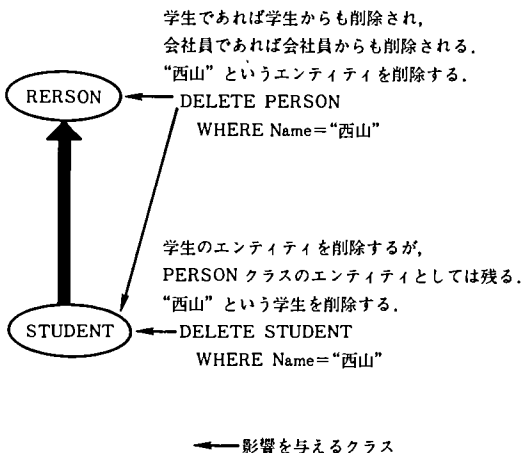 学生であれば学生からも削除され,
会社員であれば会社員からも削除される.
“西山” というエンティティを削除する.
RERSON
DELETE PERSON
WHERE Name=“西山”
学生のエンティティを削除するが,
PERSON クラスのエンティティとしては残る.
“西山” という学生を削除する.
STUDENT
DELETE STUDENT
WHERE Name=“西山”
影響を与えるクラス